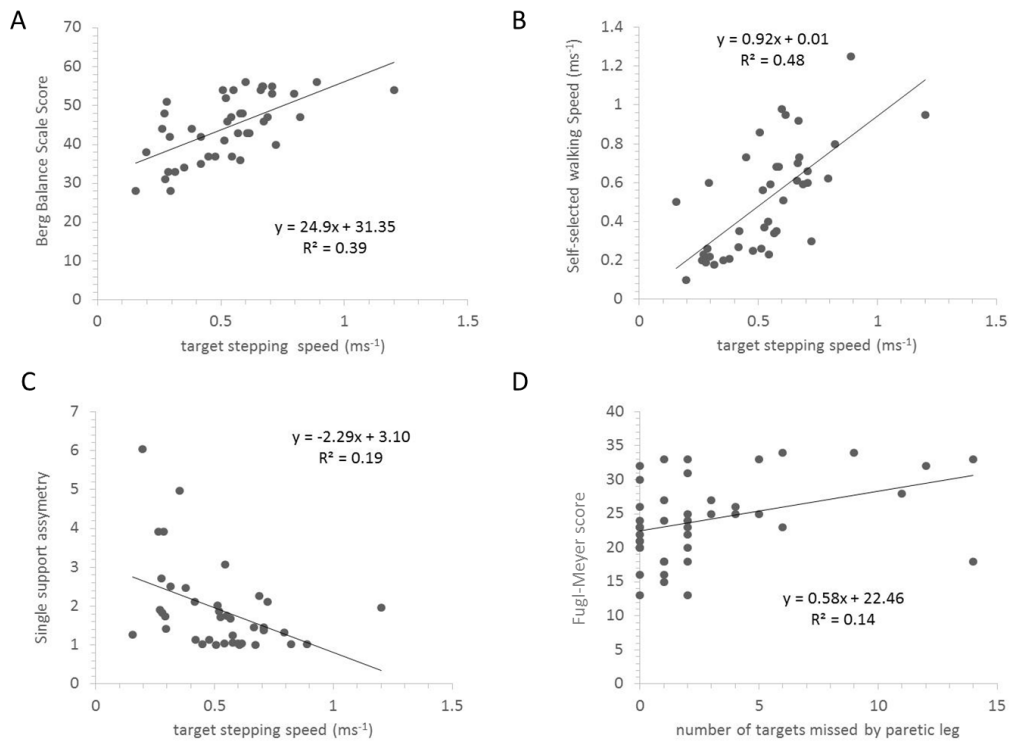 A
70
60
50
40
30
20
10
0
Berg Balance Scale Score
y = 24.9x + 31.35
R² = 0.39
0 0.5 1 1.5
target stepping speed (ms⁻¹)
B
1.4
1.2
1
0.8
0.6
0.4
0.2
0
Self-selected walking Speed (ms⁻¹)
y = 0.92x + 0.01
R² = 0.48
0 0.5 1 1.5
target stepping speed (ms⁻¹)
C
7
6
5
4
3
2
1
0
Single support assymetry
y = -2.29x + 3.10
R² = 0.19
0 0.5 1 1.5
target stepping speed (ms⁻¹)
D
40
35
30
25
20
15
10
5
0
Fugl-Meyer score
y = 0.58x + 22.46
R² = 0.14
0 5 10 15
number of targets missed by paretic leg